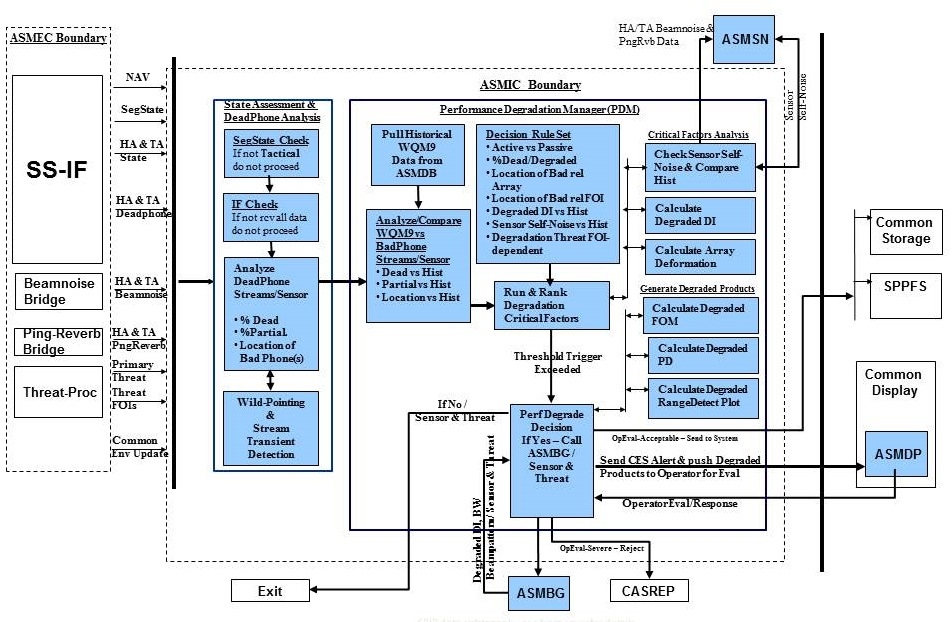 ASMEC Boundary
SS-IF
Beamnoise
Bridge
Ping-Reverb
Bridge
Threat-Proc
NAV
SegState
HA & TA
State
HA & TA
Deadphone
HA & TA
Beamnoise
HA & TA
PngReverb
Primary
Threat
Threat
FOIs
Common
Env Update
ASMIC Boundary
State Assessment &
DeadPhone Analysis
SegState Check
If not Tactical
do not proceed
IF Check
If not rcv all data
do not proceed
Analyze
DeadPhone
Streams/Sensor
• % Dead
• %Partial.
• Location of
Bad Phone(s)
Wild-Pointing
&
Stream
Transient
Detection
Performance Degradation Manager (PDM)
Pull Historical
WQM9
Data from
ASMDB
Analyze/Compare
WQM9 vs
BadPhone
Streams/Sensor
• Dead vs Hist
• Partial vs Hist
• Location vs Hist
Decision Rule Set
• Active vs Passive
• %Dead/Degraded
• Location of Bad rel
Array
• Location of Bad rel FOI
• Degraded DI vs Hist
• Sensor Self-Noise vs Hist
• Degradation Threat FOI-
dependent
Run & Rank
Degradation
Critical Factors
Threshold Trigger
Exceeded
Perf Degrade
Decision
If Yes – Call
ASMBG /
Sensor &
Threat
Critical Factors Analysis
Check Sensor Self-
Noise & Compare
Hist
Calculate
Degraded DI
Calculate Array
Deformation
Generate Degraded Products
Calculate Degraded
FOM
Calculate Degraded
PD
Calculate Degraded
RangeDetect Plot
HA/TA Beamnoise &
PngRvb Data
ASMSN
Sensor
Self-Noise
Common
Storage
SPPFS
Common
Display
ASMDP
OpEval-Acceptable – Send to System
Send CES Alert & push Degraded
Products to Operator for Eval
Operator Eval/Response
If No /
Sensor & Threat
Degraded DI, BW
Beampattern/ Sensor & Threat
OpEval-Severe – Reject
Exit
ASMBG
CASREP